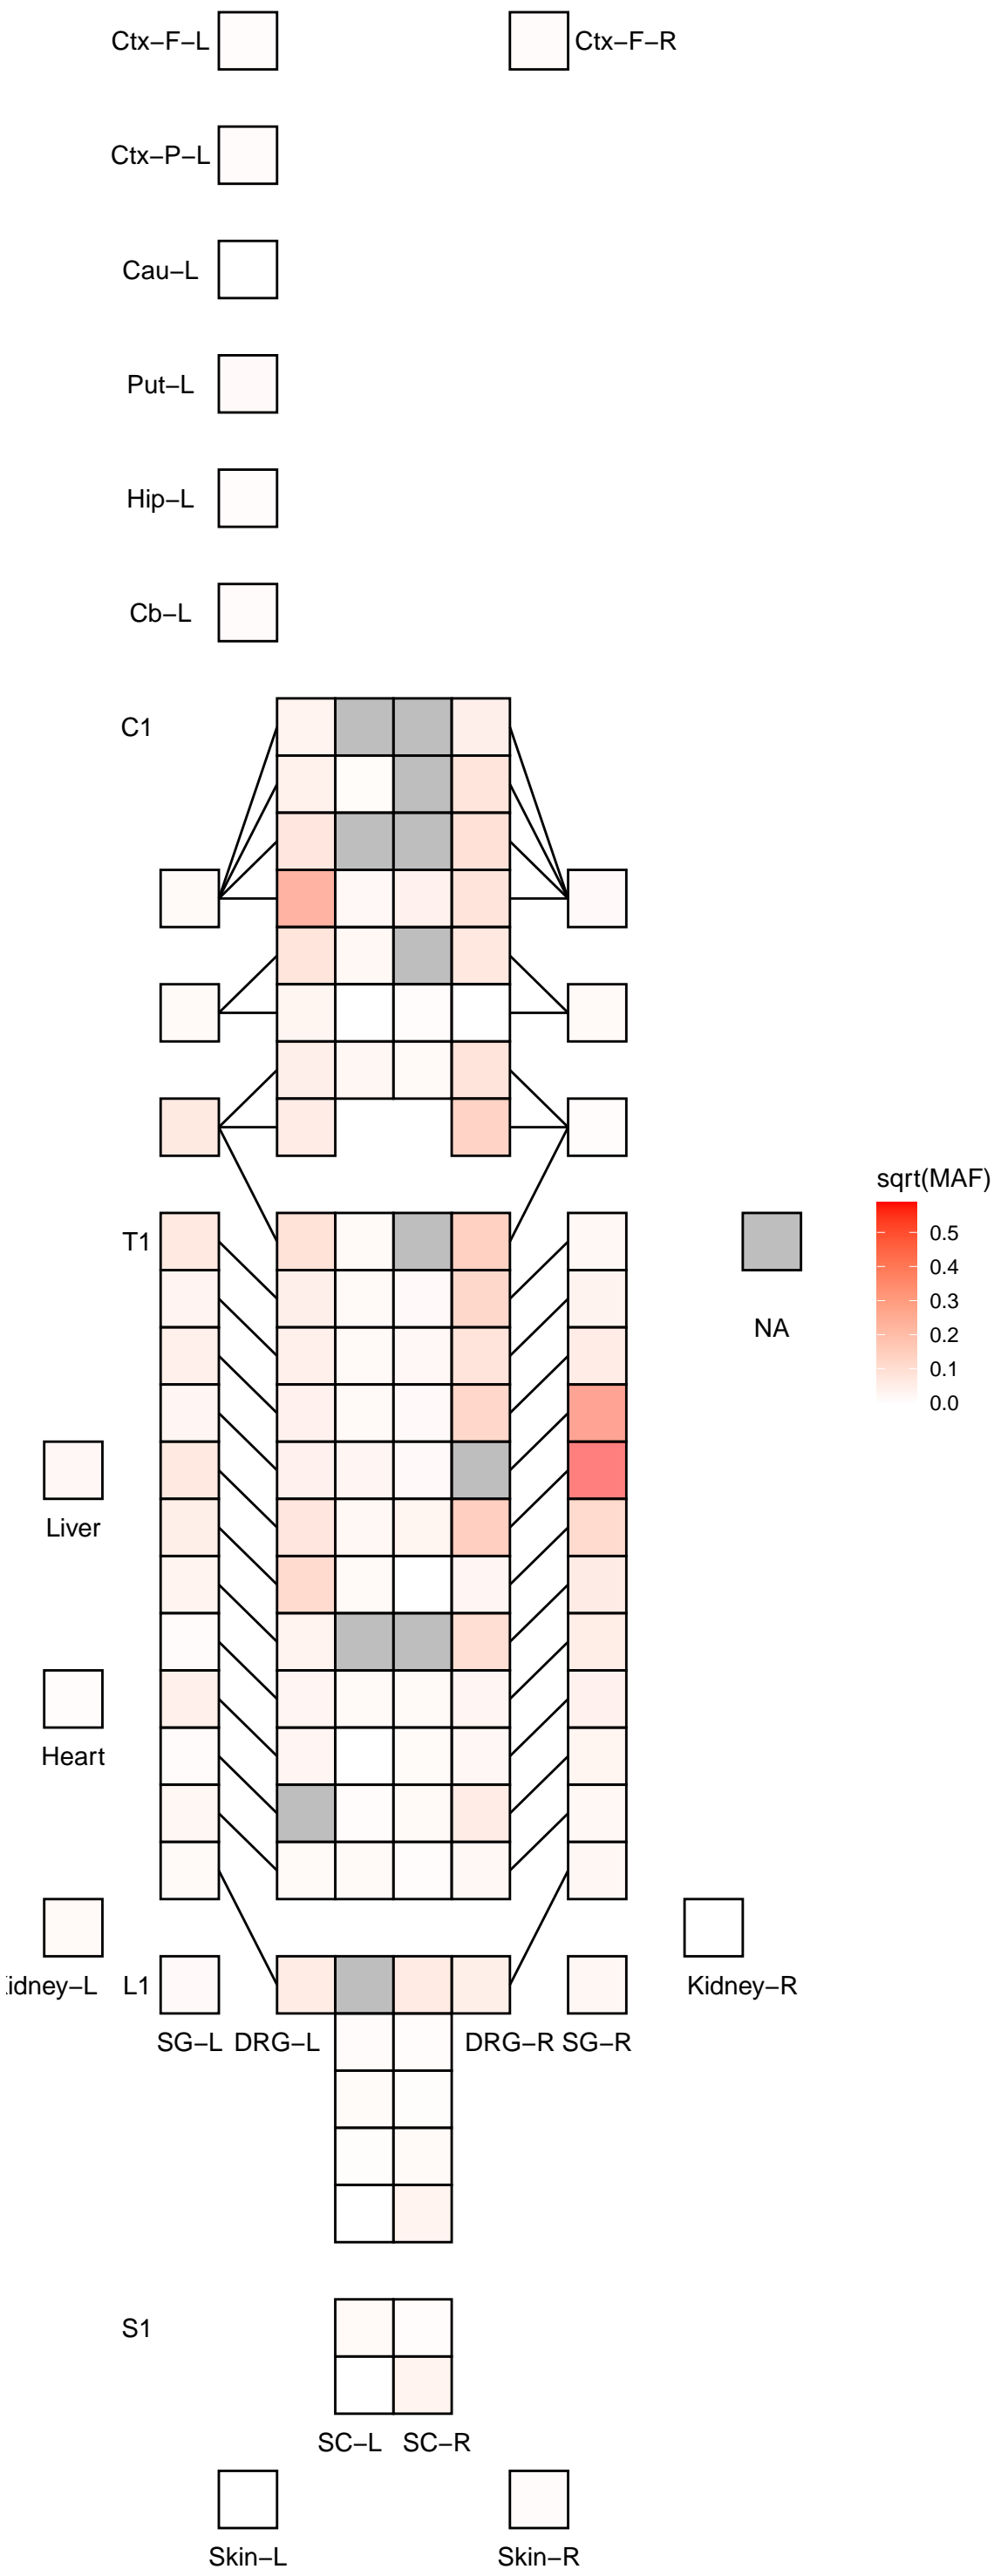 Ctx−F−L
Ctx−F−R
Ctx−P−L
Cau−L
Put−L
Hip−L
Cb−L
C1
sqrt(MAF)
0.5
0.4
0.3
0.2
0.1
0.0
T1
NA
Liver
Heart
idney−L
L1
Kidney−R
SG−L
DRG−L
DRG−R
SG−R
S1
SC−L
SC−R
Skin−L
Skin−R